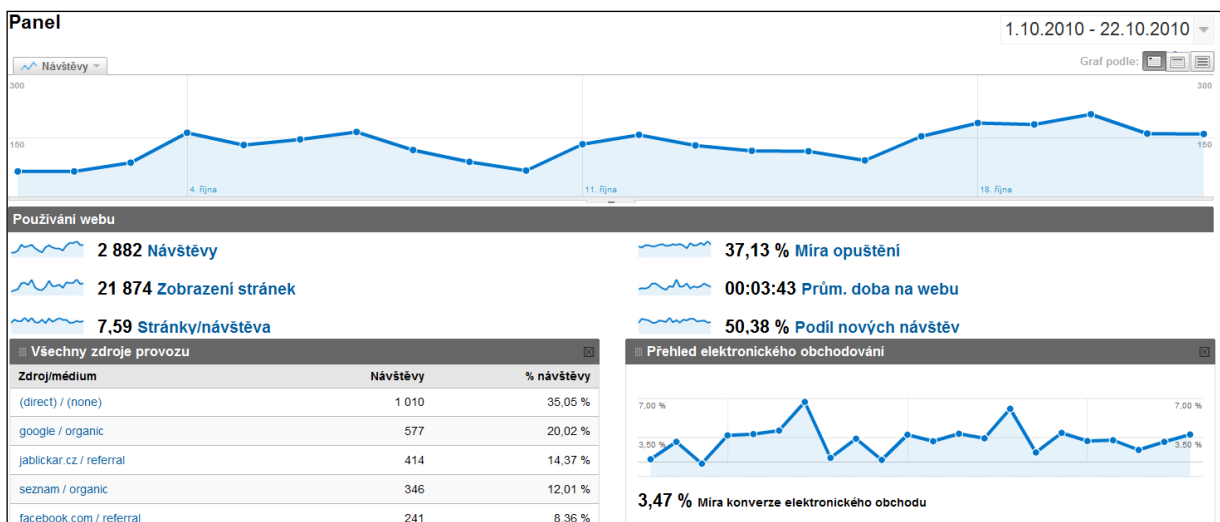 Panel
1.10.2010 - 22.10.2010
Návštěvy
Graf podle:
300 300
150 150
4. října 11. října 18. října
Používání webu
2 882 Návštěvy
37,13 % Míra opuštění
21 874 Zobrazení stránek
00:03:43 Prům. doba na webu
7,59 Stránky/návštěva
50,38 % Podíl nových návštěv
Všechny zdroje provozu
Zdroj/médium Návštěvy % návštěvy
(direct) / (none) 1 010 35,05 %
google / organic 577 20,02 %
jablickar.cz / referral 414 14,37 %
seznam / organic 346 12,01 %
facebook.com / referral 241 8,36 %
Přehled elektronického obchodování
7,00 % 7,00 %
3,50 % 3,50 %
3,47 % Míra konverze elektronického obchodu